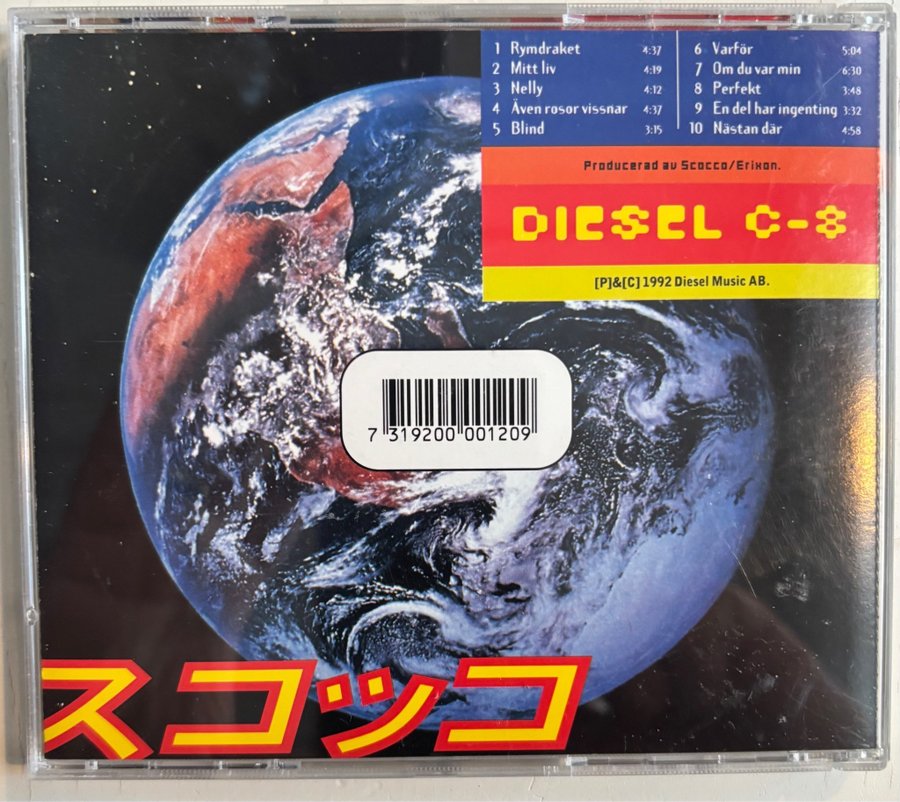 1 Rymdraket 4:37
2 Mitt liv 4:19
3 Nelly 4:12
4 Även rosor vissnar 4:37
5 Blind 3:15
6 Varför 5:04
7 Om du var min 6:30
8 Perfekt 3:48
9 En del har ingenting 3:32
10 Nästan där 4:58
Producerad av Scocco/Erixon.
DIESEL C-8
[P]&[C] 1992 Diesel Music AB.
7 319200 001209
スコッコ